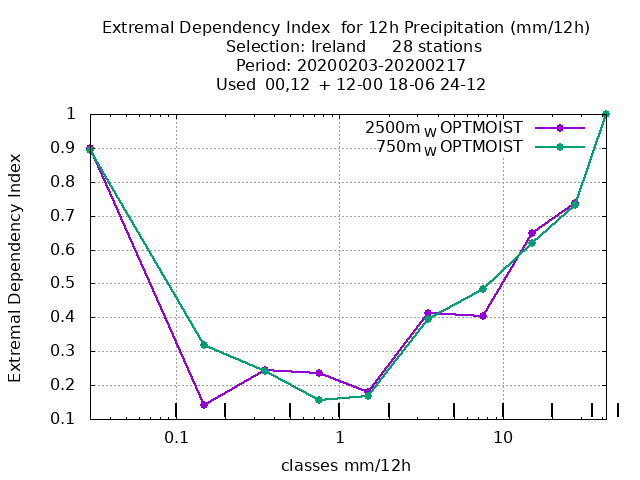 Extremal Dependency Index  for 12h Precipitation (mm/12h)
Selection: Ireland     28 stations
Period: 20200203-20200217
Used  00,12  + 12-00 18-06 24-12
2500m W OPTMOIST
750m W OPTMOIST
Extremal Dependency Index
1
0.9
0.8
0.7
0.6
0.5
0.4
0.3
0.2
0.1
0.1 1 10
classes mm/12h